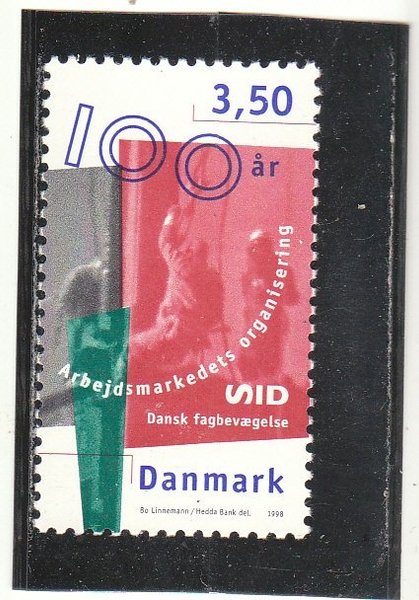 3,50
100 år
Arbejdsmarkedets organisering
SID
Dansk fagbevægelse
Danmark
Bo Linnemann / Hedda Bank del. 1998